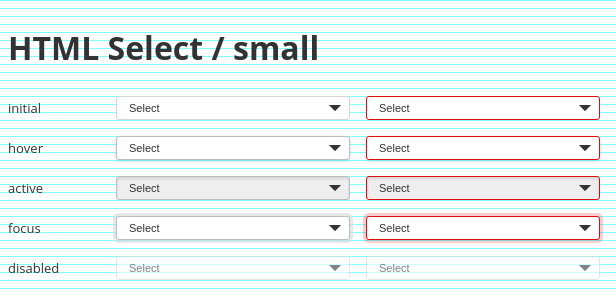 HTML Select / small
initial Select Select
hover Select Select
active Select Select
focus Select Select
disabled Select Select